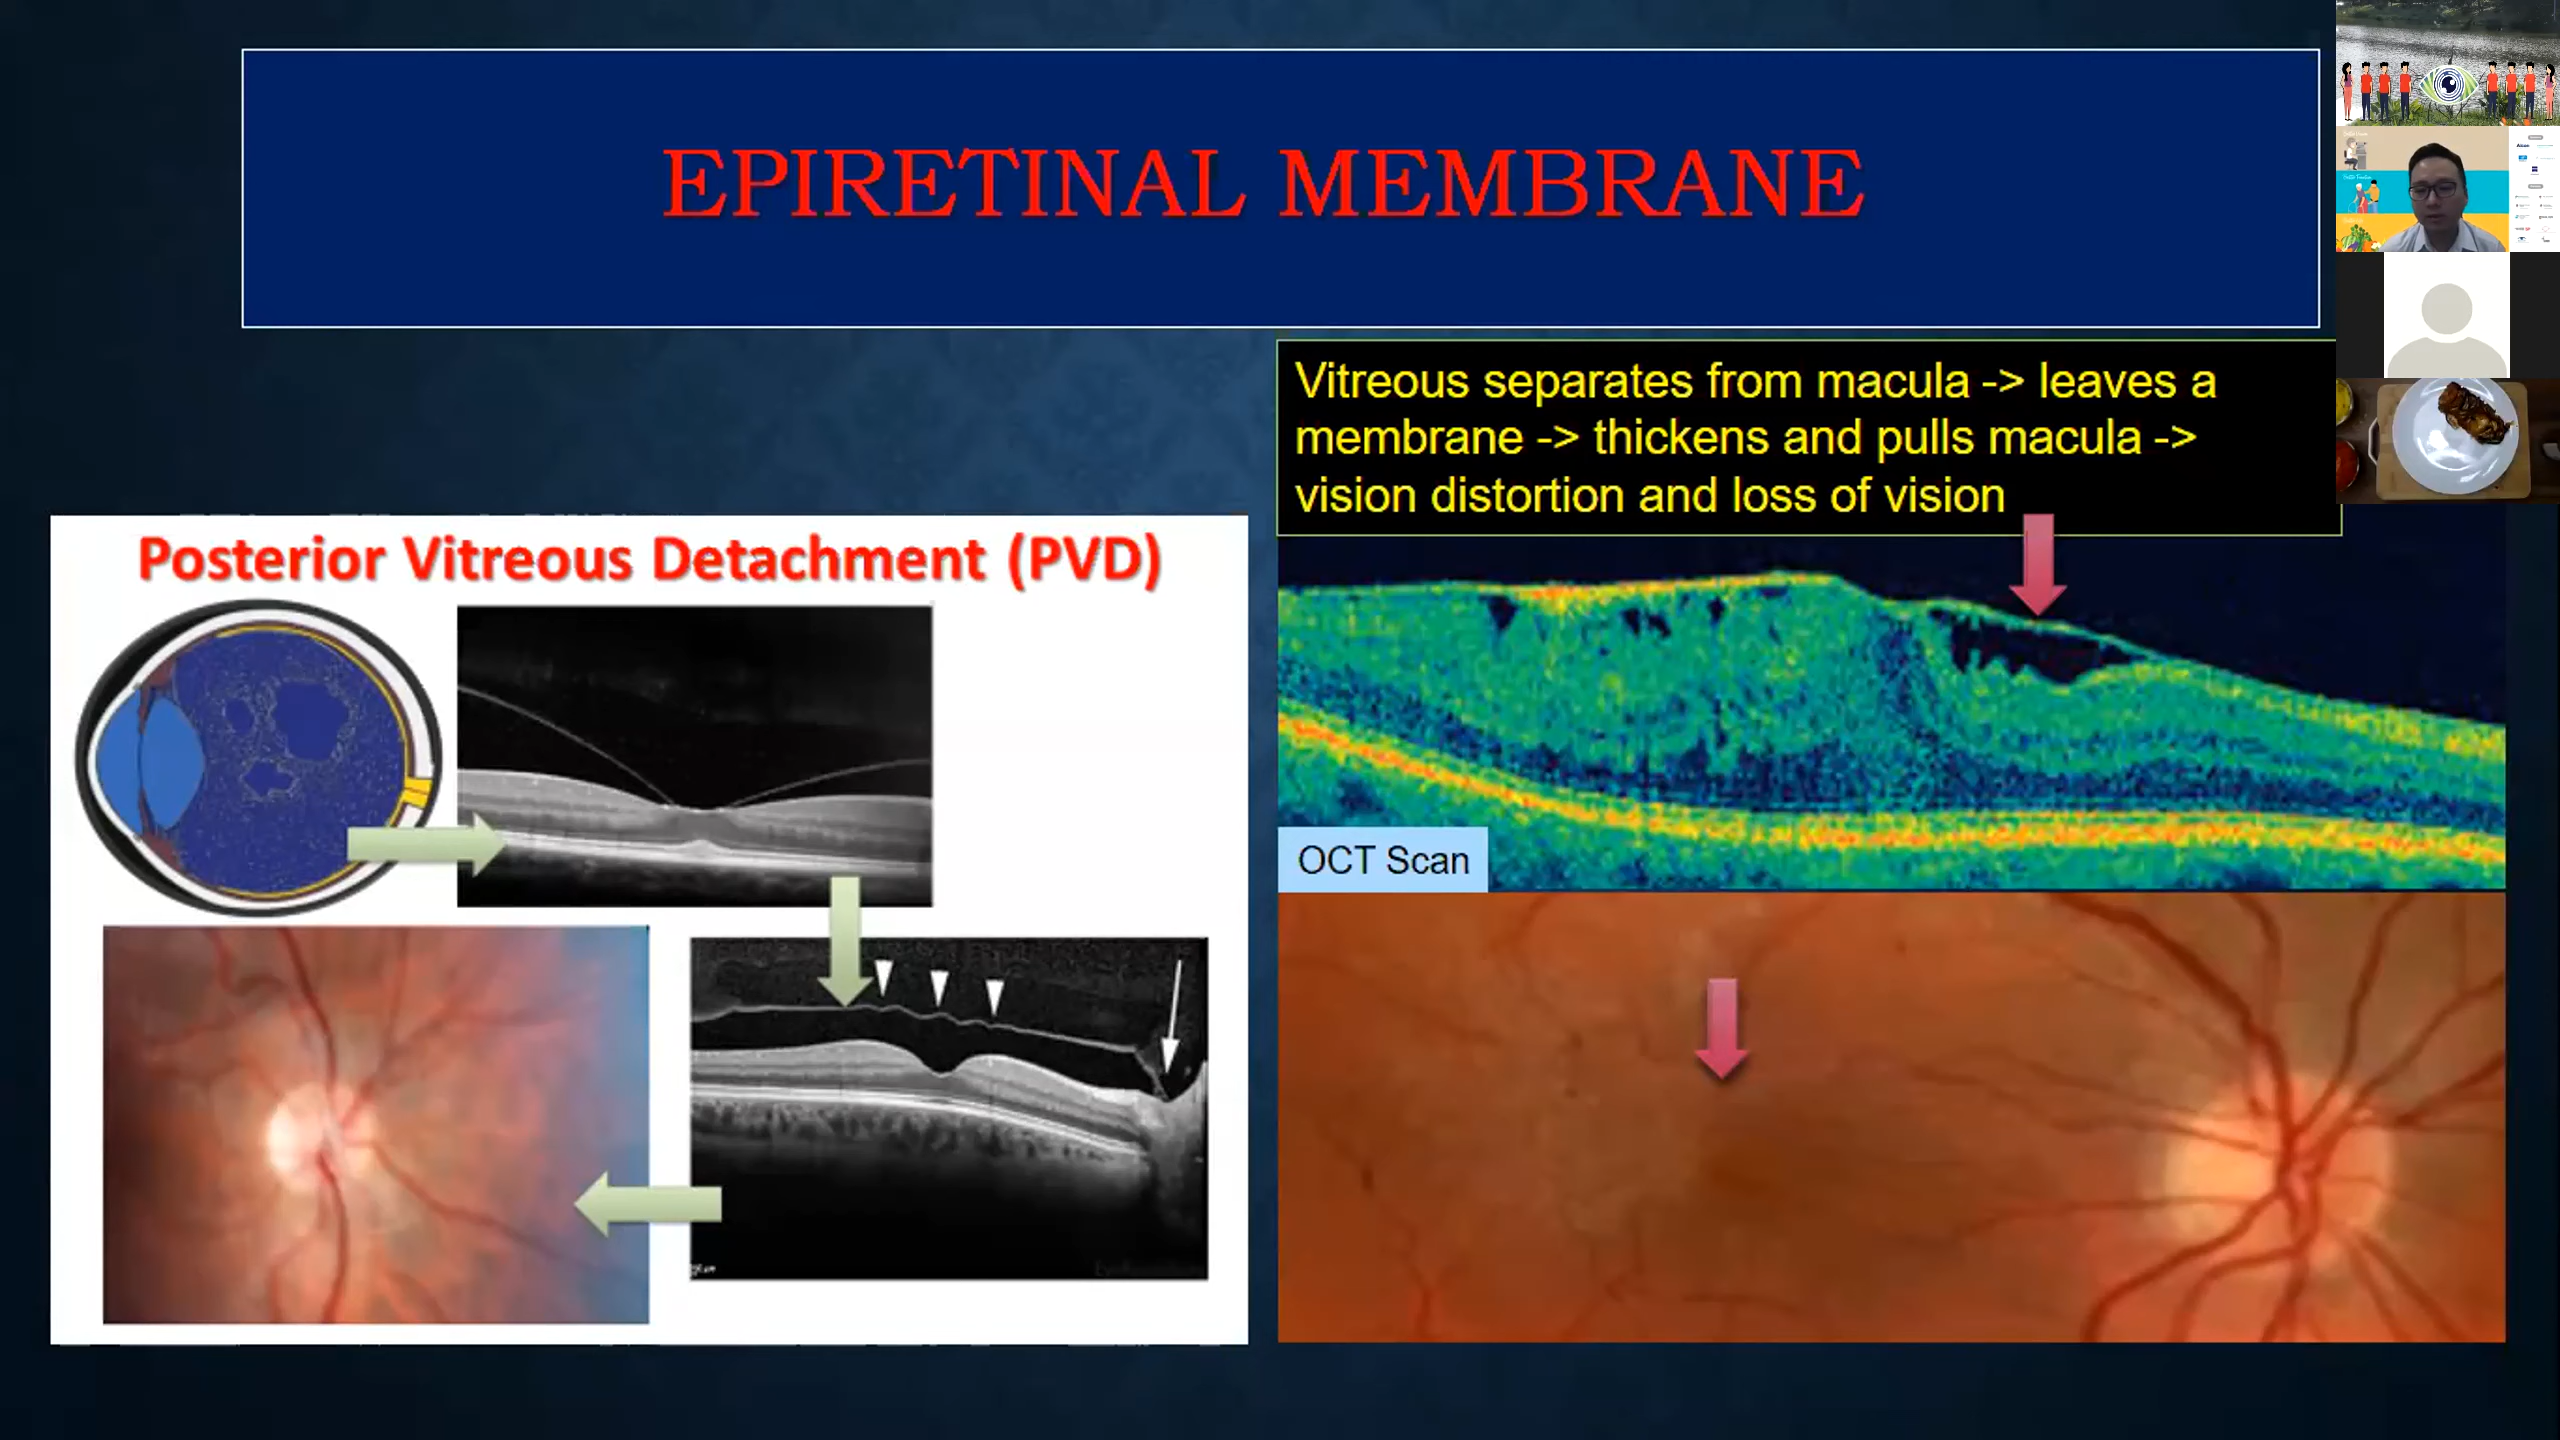 EPIRETINAL MEMBRANE
Vitreous separates from macula -> leaves a
membrane -> thickens and pulls macula ->
vision distortion and loss of vision
Posterior Vitreous Detachment (PVD)
OCT Scan